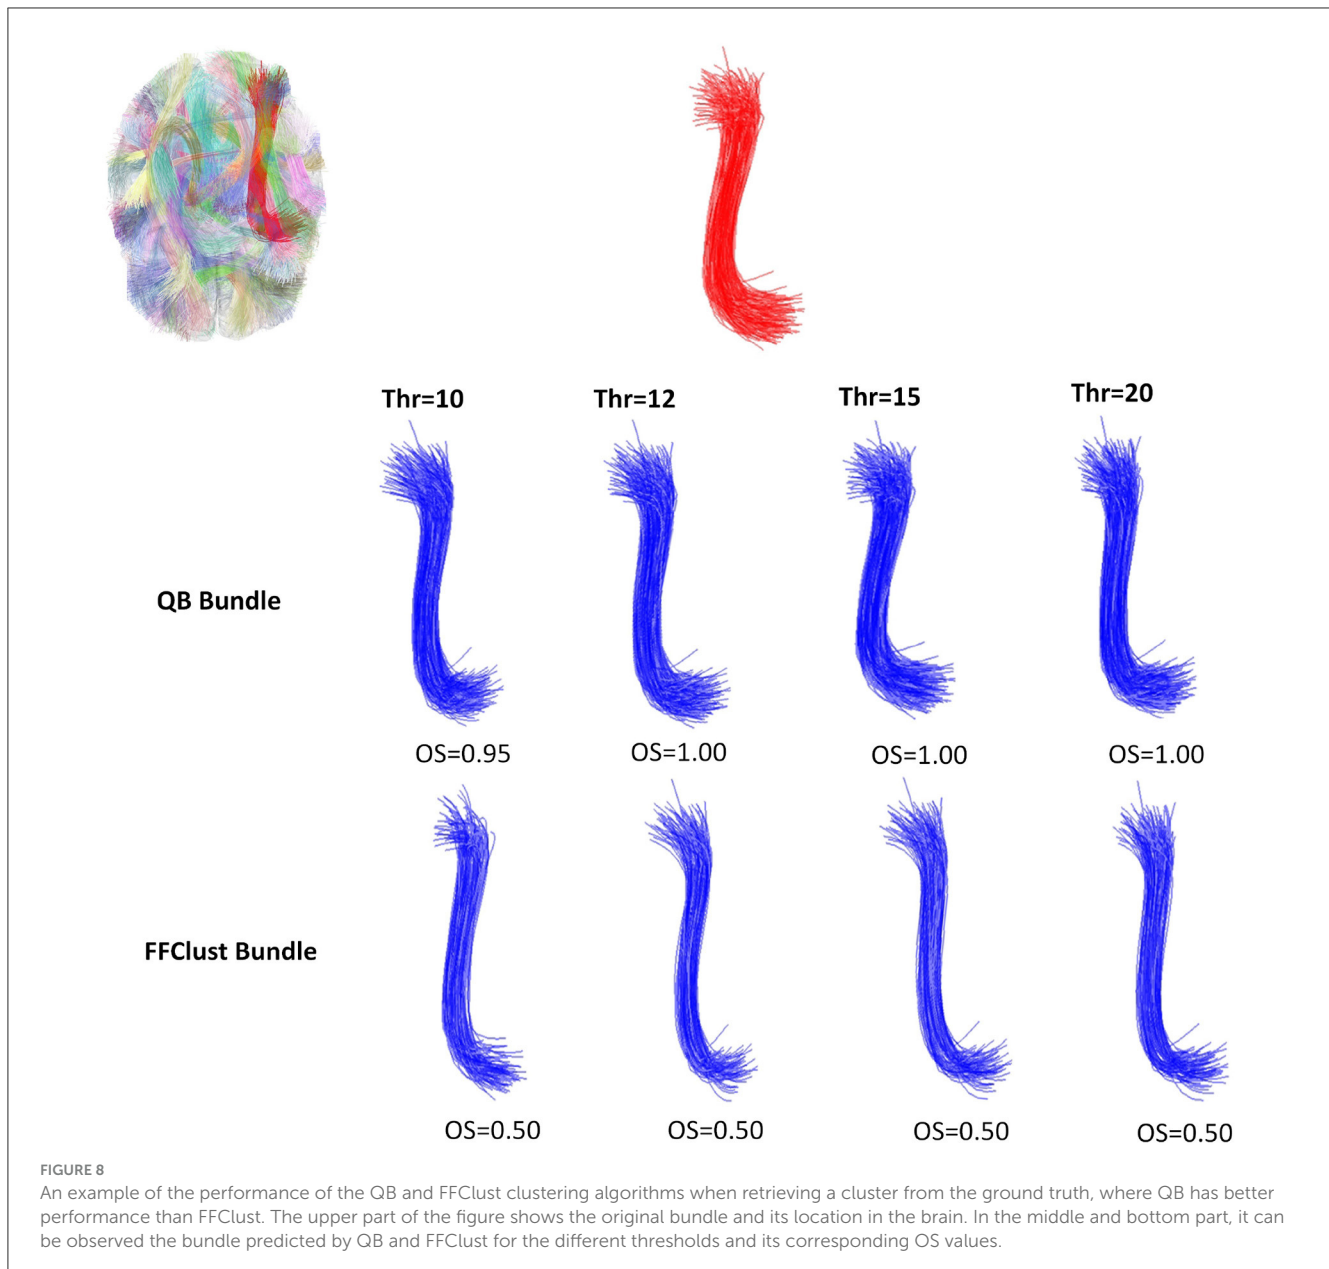 Thr=10 Thr=12 Thr=15 Thr=20
QB Bundle
OS=0.95 OS=1.00 OS=1.00 OS=1.00
FFClust Bundle
OS=0.50 OS=0.50 OS=0.50 OS=0.50
FIGURE 8
An example of the performance of the QB and FFClust clustering algorithms when retrieving a cluster from the ground truth, where QB has better
performance than FFClust. The upper part of the figure shows the original bundle and its location in the brain. In the middle and bottom part, it can
be observed the bundle predicted by QB and FFClust for the different thresholds and its corresponding OS values.